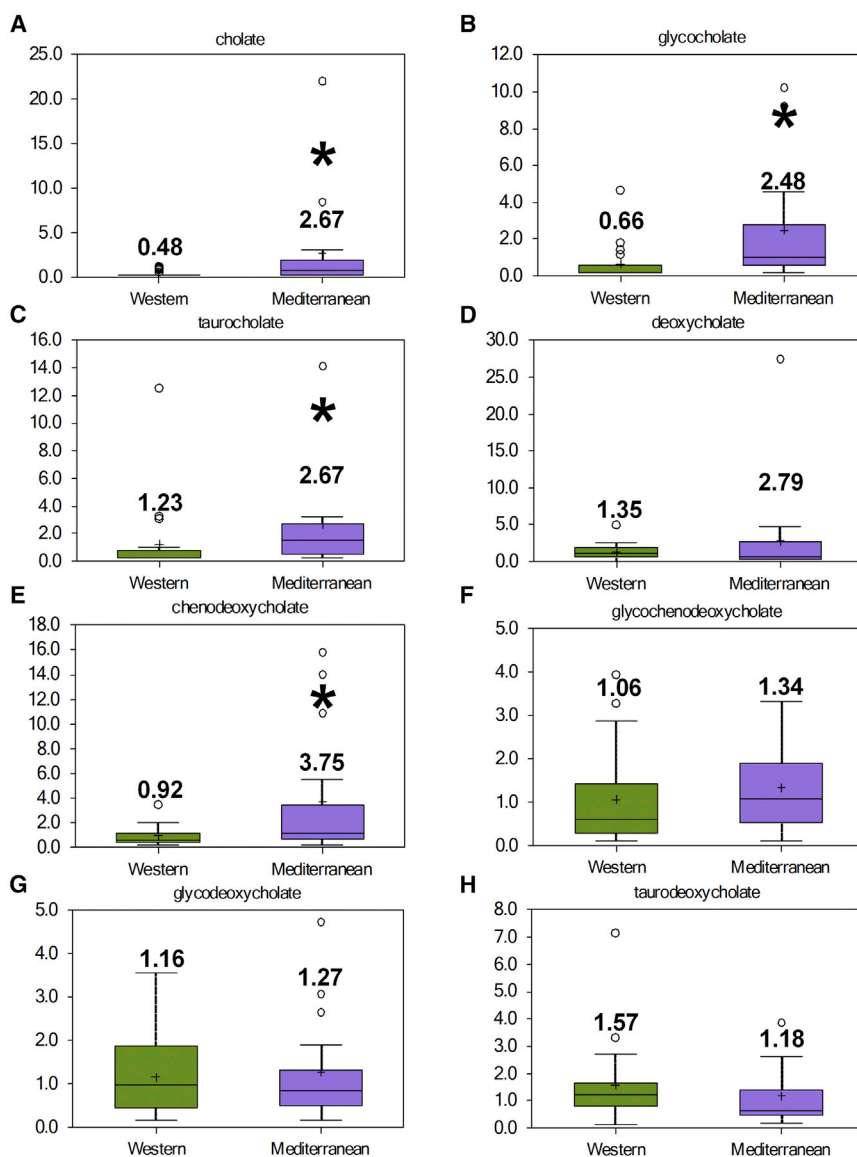 A
cholate
25.0
20.0
15.0
10.0
5.0
0.0
0.48
*
2.67
Western
Mediterranean
B
glycocholate
12.0
10.0
8.0
6.0
4.0
2.0
0.0
0.66
*
2.48
Western
Mediterranean
C
taurocholate
16.0
14.0
12.0
10.0
8.0
6.0
4.0
2.0
0.0
1.23
*
2.67
Western
Mediterranean
D
deoxycholate
30.0
25.0
20.0
15.0
10.0
5.0
0.0
1.35
2.79
Western
Mediterranean
E
chenodeoxycholate
18.0
16.0
14.0
12.0
10.0
8.0
6.0
4.0
2.0
0.0
0.92
*
3.75
Western
Mediterranean
F
glycochenodeoxycholate
5.0
4.0
3.0
2.0
1.0
0.0
1.06
1.34
Western
Mediterranean
G
glycodeoxycholate
5.0
4.0
3.0
2.0
1.0
0.0
1.16
1.27
Western
Mediterranean
H
taurodeoxycholate
8.0
7.0
6.0
5.0
4.0
3.0
2.0
1.0
0.0
1.57
1.18
Western
Mediterranean